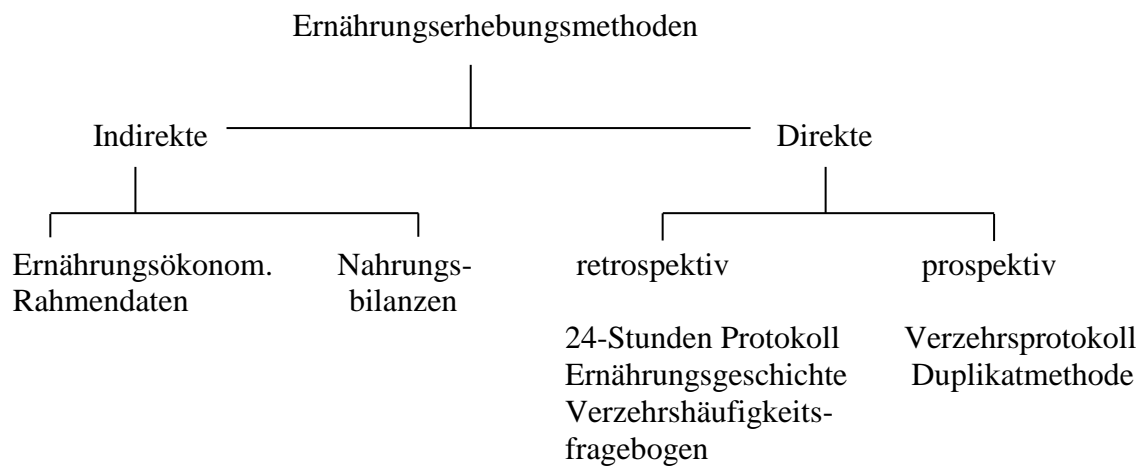 Ernährungserhebungsmethoden
Indirekte
Direkte
Ernährungsökonom.
Rahmendaten
Nahrungs-
bilanzen
retrospektiv
prospektiv
24-Stunden Protokoll
Ernährungsgeschichte
Verzehrshäufigkeits-
fragebogen
Verzehrsprotokoll
Duplikatmethode